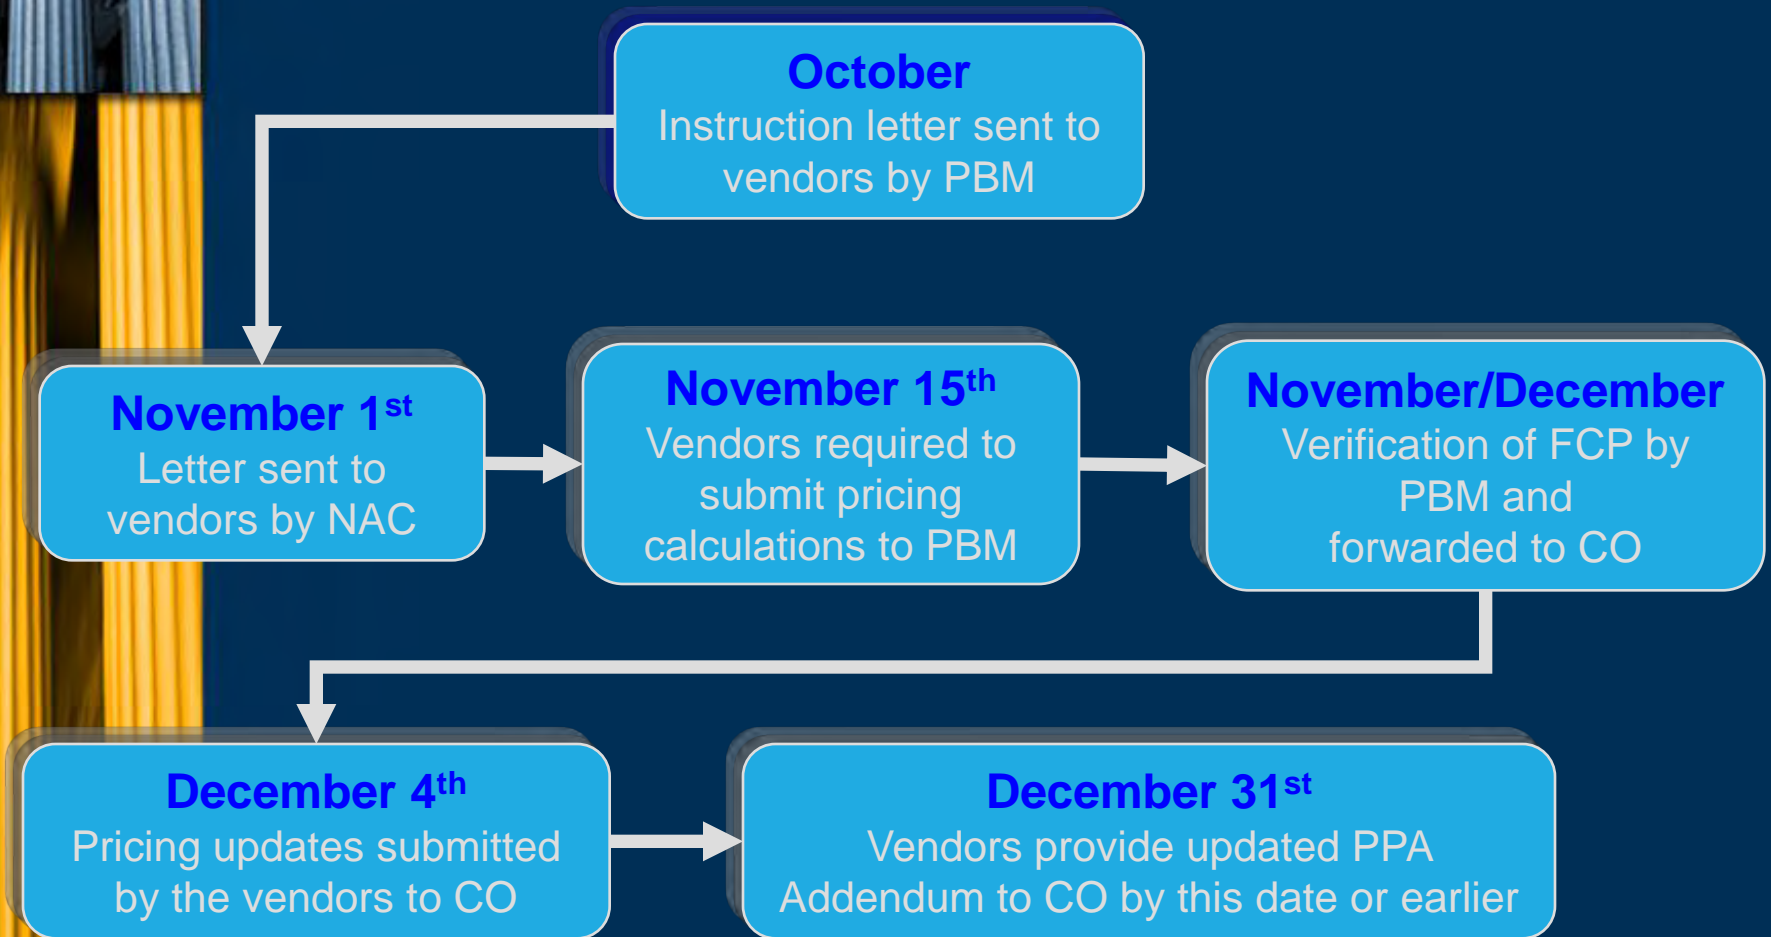 October
Instruction letter sent to
vendors by PBM
November 1st
Letter sent to
vendors by NAC
November 15th
Vendors required to
submit pricing
calculations to PBM
November/December
Verification of FCP by
PBM and
forwarded to CO
December 4th
Pricing updates submitted
by the vendors to CO
December 31st
Vendors provide updated PPA
Addendum to CO by this date or earlier